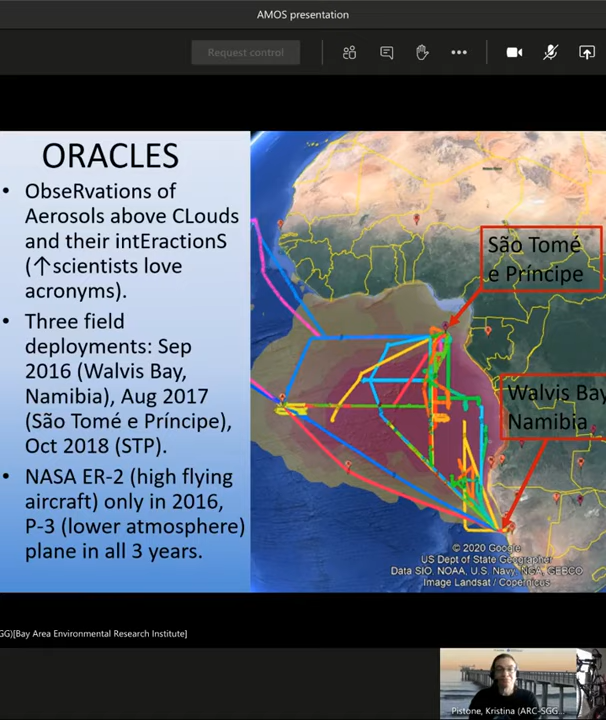 AMOS presentation
Request control
ORACLES
• ObseRvations of
Aerosols above CLouds
and their intEractionS
(↑scientists love
acronyms).
• Three field
deployments: Sep
2016 (Walvis Bay,
Namibia), Aug 2017
(São Tomé e Príncipe),
Oct 2018 (STP).
• NASA ER-2 (high flying
aircraft) only in 2016,
P-3 (lower atmosphere)
plane in all 3 years.
São Tomé
e Príncipe
Walvis Bay
Namibia
© 2020 Google
US Dept of State Geographer
Data SIO, NOAA, U.S. Navy, NGA, GEBCO
Image Landsat / Copernicus
GG)[Bay Area Environmental Research Institute]
Pistone, Kristina (ARC-SGG...